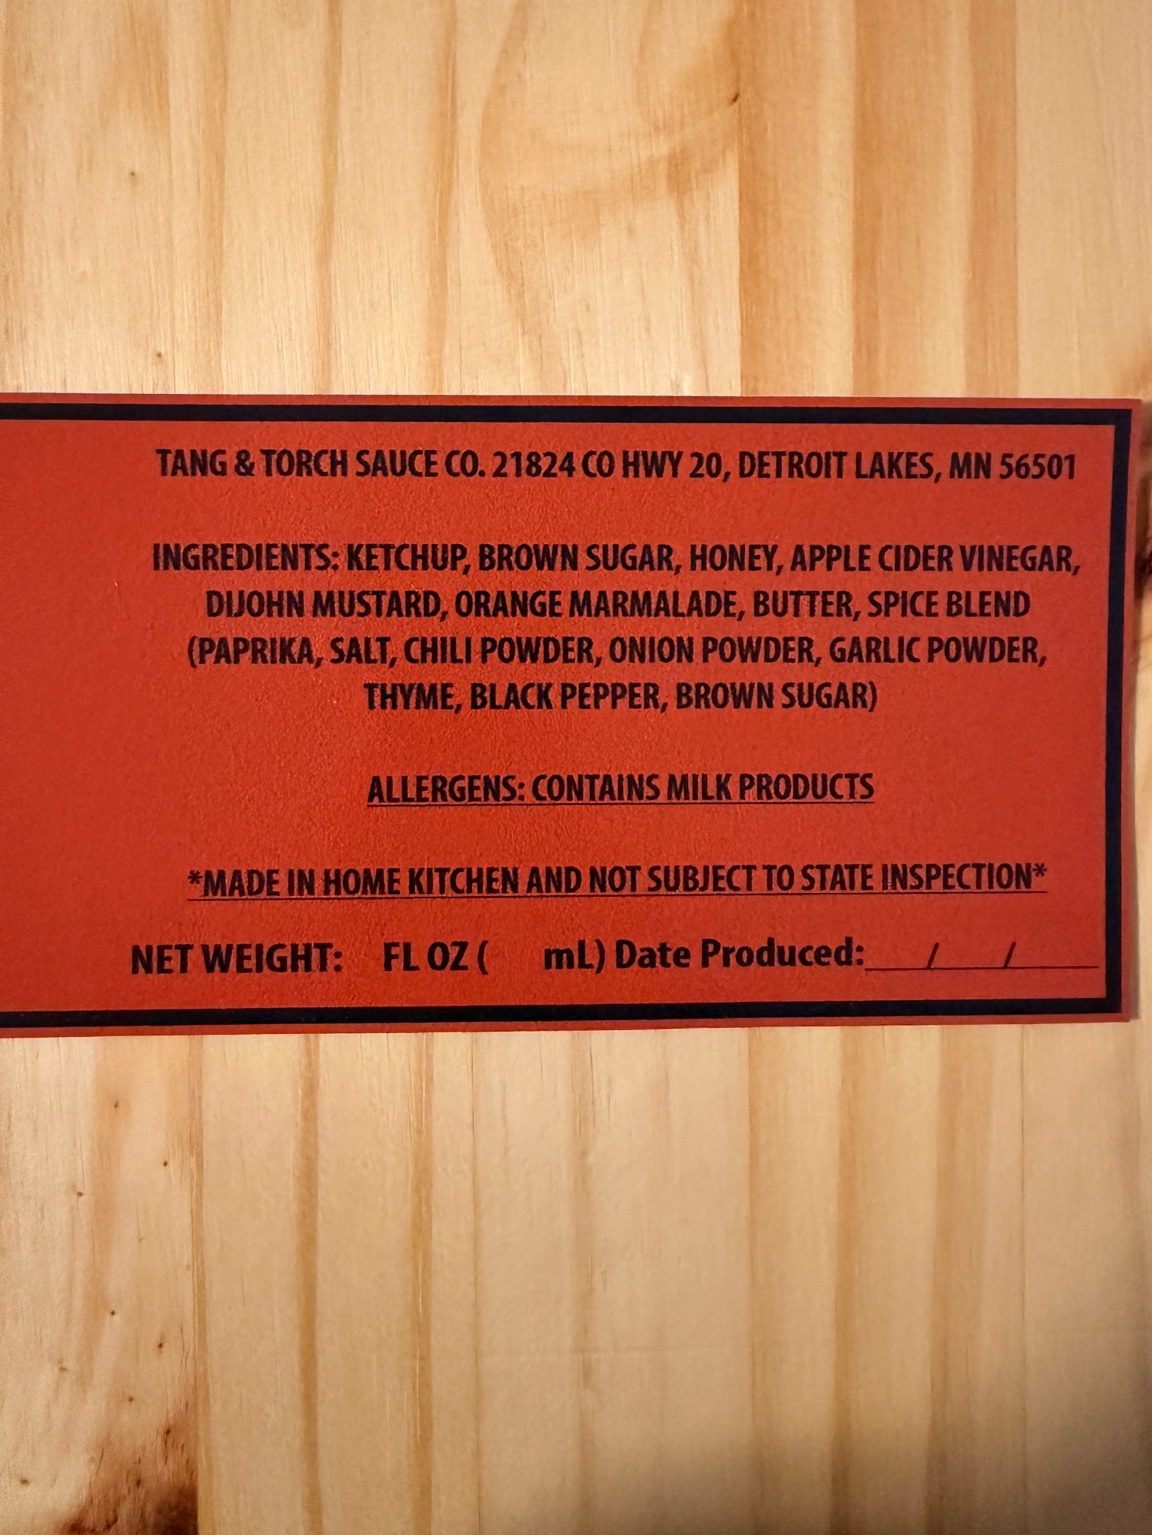 TANG & TORCH SAUCE CO. 21824 CO HWY 20, DETROIT LAKES, MN 56501
INGREDIENTS: KETCHUP, BROWN SUGAR, HONEY, APPLE CIDER VINEGAR,
DIJOHN MUSTARD, ORANGE MARMALADE, BUTTER, SPICE BLEND
(PAPRIKA, SALT, CHILI POWDER, ONION POWDER, GARLIC POWDER,
THYME, BLACK PEPPER, BROWN SUGAR)
ALLERGENS: CONTAINS MILK PRODUCTS
*MADE IN HOME KITCHEN AND NOT SUBJECT TO STATE INSPECTION*
NET WEIGHT: FL OZ ( mL) Date Produced:___/___/____